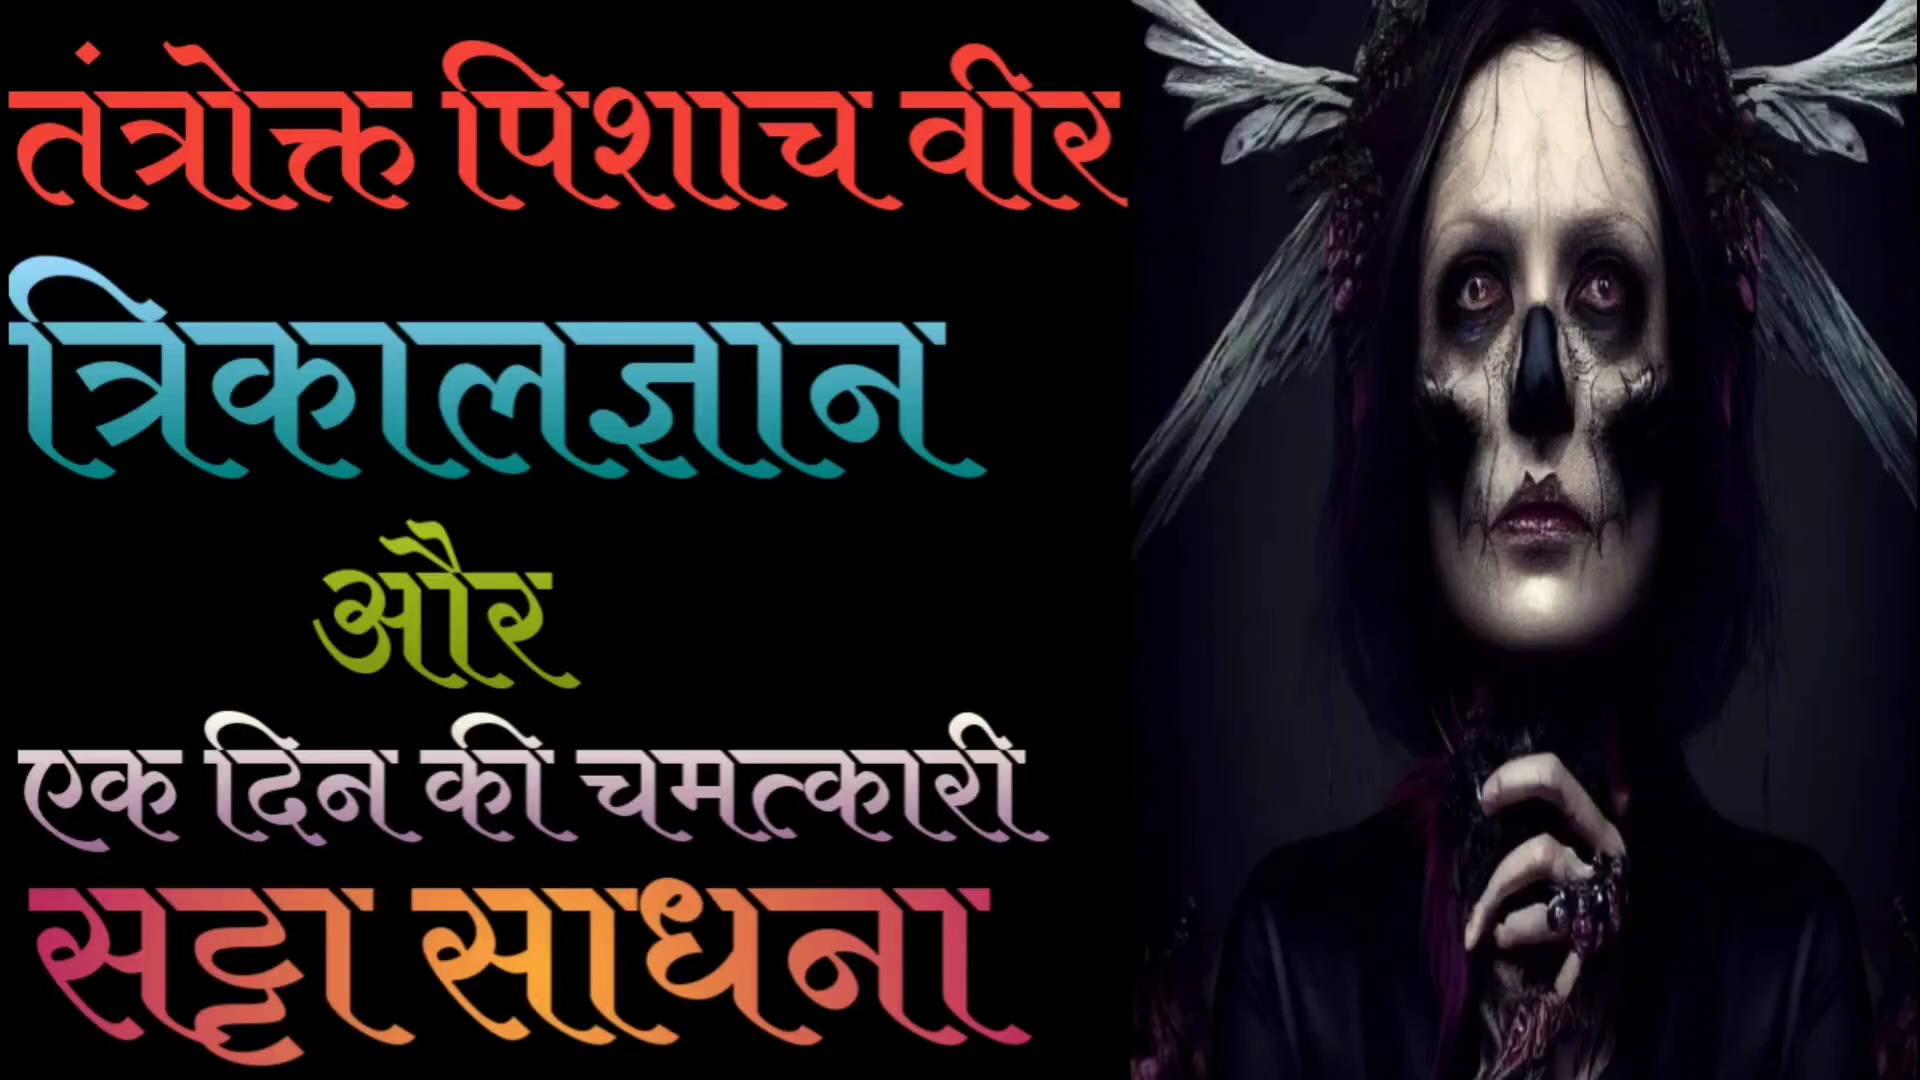 तंत्रोक्त पिशाच वीर
त्रिकालज्ञान
और
एक दिन की चमत्कारी
सट्टा साधना